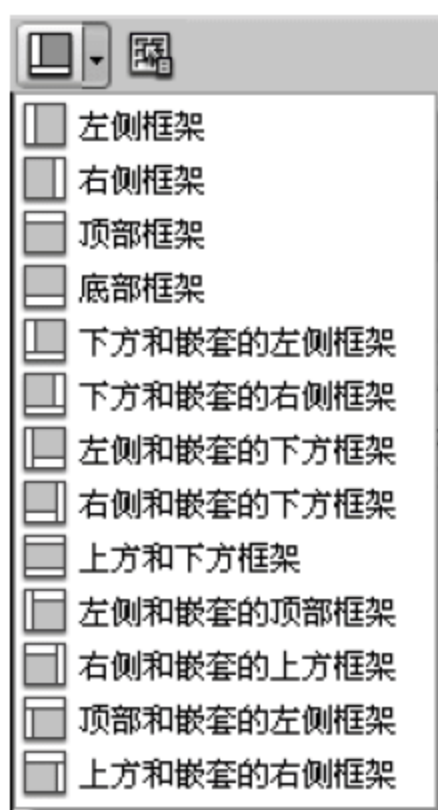 左侧框架
右侧框架
顶部框架
底部框架
下方和嵌套的左侧框架
下方和嵌套的右侧框架
左侧和嵌套的下方框架
右侧和嵌套的下方框架
上方和下方框架
左侧和嵌套的顶部框架
右侧和嵌套的上方框架
顶部和嵌套的左侧框架
上方和嵌套的右侧框架